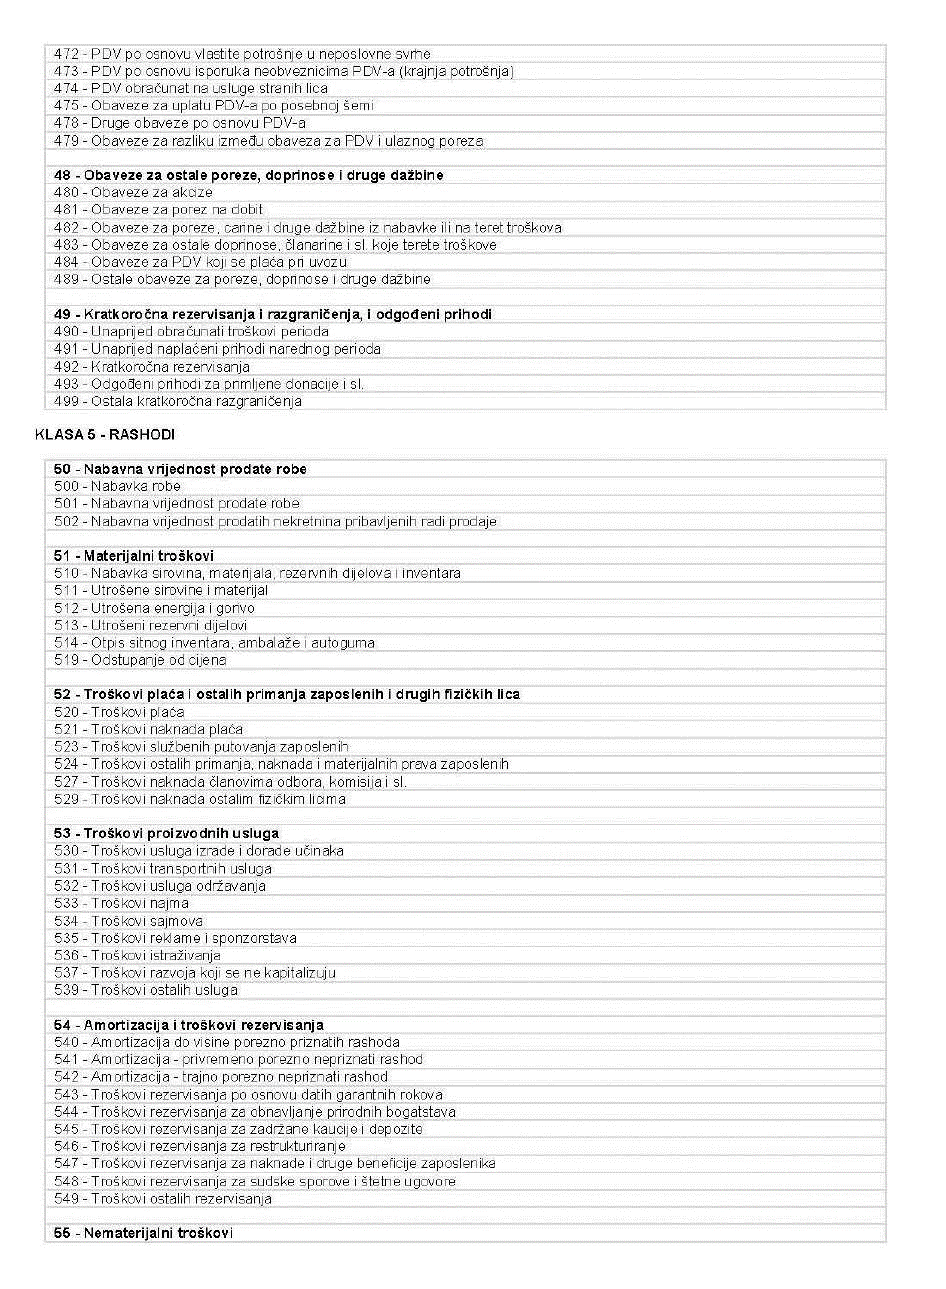 472 - PDV po osnovu vlastite potrošnje u neposlovne svrhe
473 - PDV po osnovu isporuka neobveznicima PDV-a (krajnja potrošnja)
474 - PDV obračunat na usluge stranih lica
475 - Obaveze za uplatu PDV-a po posebnoj šemi
478 - Druge obaveze po osnovu PDV-a
479 - Obaveze za razliku između obaveza za PDV i ulaznog poreza
48 - Obaveze za ostale poreze, doprinose i druge dažbine
480 - Obaveze za akcize
481 - Obaveze za porez na dobit
482 - Obaveze za poreze, carine i druge dažbine iz nabavke ili na teret troškova
483 - Obaveze za ostale doprinose, članarine i sl. koje terete troškove
484 - Obaveze za PDV koji se plaća pri uvozu
489 - Ostale obaveze za poreze, doprinose i druge dažbine
49 - Kratkoročna rezervisanja i razgraničenja, i odgođeni prihodi
490 - Unaprijed obračunati troškovi perioda
491 - Unaprijed naplaćeni prihodi narednog perioda
492 - Kratkoročna rezervisanja
493 - Odgođeni prihodi za primljene donacije i sl.
499 - Ostala kratkoročna razgraničenja
KLASA 5 - RASHODI
50 - Nabavna vrijednost prodate robe
500 - Nabavka robe
501 - Nabavna vrijednost prodate robe
502 - Nabavna vrijednost prodatih nekretnina pribavljenih radi prodaje
51 - Materijalni troškovi
510 - Nabavka sirovina, materijala, rezervnih dijelova i inventara
511 - Utrošene sirovine i materijal
512 - Utrošena energija i gorivo
513 - Utrošeni rezervni dijelovi
514 - Otpis sitnog inventara, ambalaže i autoguma
519 - Odstupanje od cijena
52 - Troškovi plaća i ostalih primanja zaposlenih i drugih fizičkih lica
520 - Troškovi plaća
521 - Troškovi naknada plaća
523 - Troškovi službenih putovanja zaposlenih
524 - Troškovi ostalih primanja, naknada i materijalnih prava zaposlenih
527 - Troškovi naknada članovima odbora, komisija i sl.
529 - Troškovi naknada ostalim fizičkim licima
53 - Troškovi proizvodnih usluga
530 - Troškovi usluga izrade i dorade učinaka
531 - Troškovi transportnih usluga
532 - Troškovi usluga održavanja
533 - Troškovi najma
534 - Troškovi sajmova
535 - Troškovi reklame i sponzorstava
536 - Troškovi istraživanja
537 - Troškovi razvoja koji se ne kapitalizuju
539 - Troškovi ostalih usluga
54 - Amortizacija i troškovi rezervisanja
540 - Amortizacija do visine porezno priznatih rashoda
541 - Amortizacija - privremeno porezno nepriznati rashod
542 - Amortizacija - trajno porezno nepriznati rashod
543 - Troškovi rezervisanja po osnovu datih garantnih rokova
544 - Troškovi rezervisanja za obnavljanje prirodnih bogatstava
545 - Troškovi rezervisanja za zadržane kaucije i depozite
546 - Troškovi rezervisanja za restrukturiranje
547 - Troškovi rezervisanja za naknade i druge beneficije zaposlenika
548 - Troškovi rezervisanja za sudske sporove i štetne ugovore
549 - Troškovi ostalih rezervisanja
55 - Nematerijalni troškovi